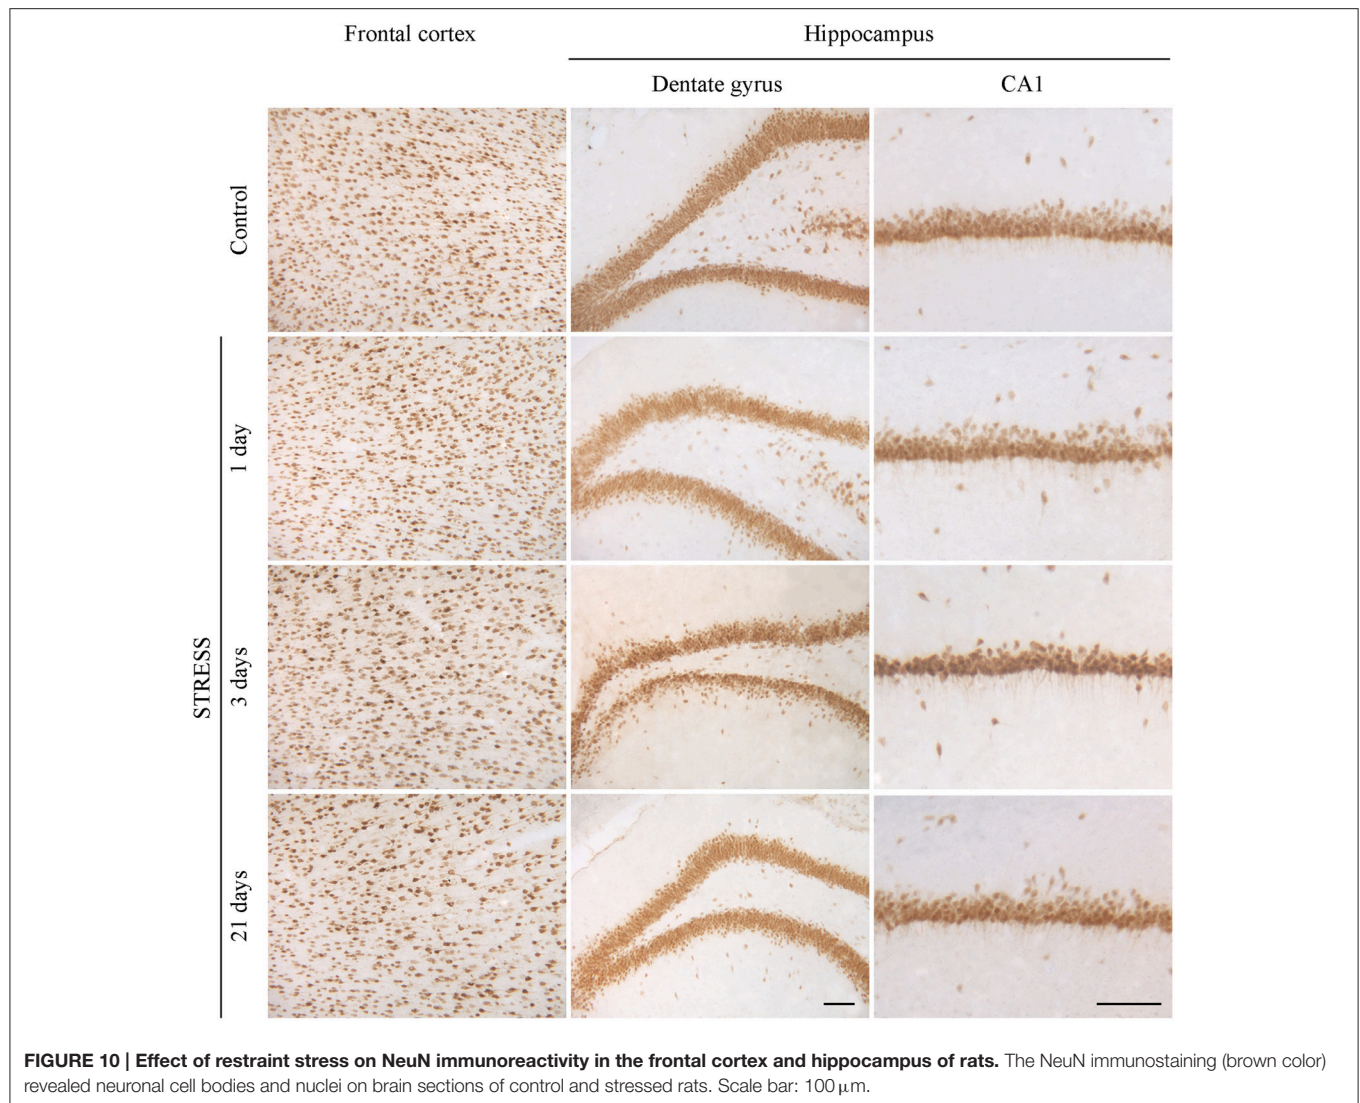 Frontal cortex
Hippocampus
Dentate gyrus
CA1
Control
STRESS
1 day
3 days
21 days
FIGURE 10 | Effect of restraint stress on NeuN immunoreactivity in the frontal cortex and hippocampus of rats. The NeuN immunostaining (brown color)
revealed neuronal cell bodies and nuclei on brain sections of control and stressed rats. Scale bar: 100 μm.